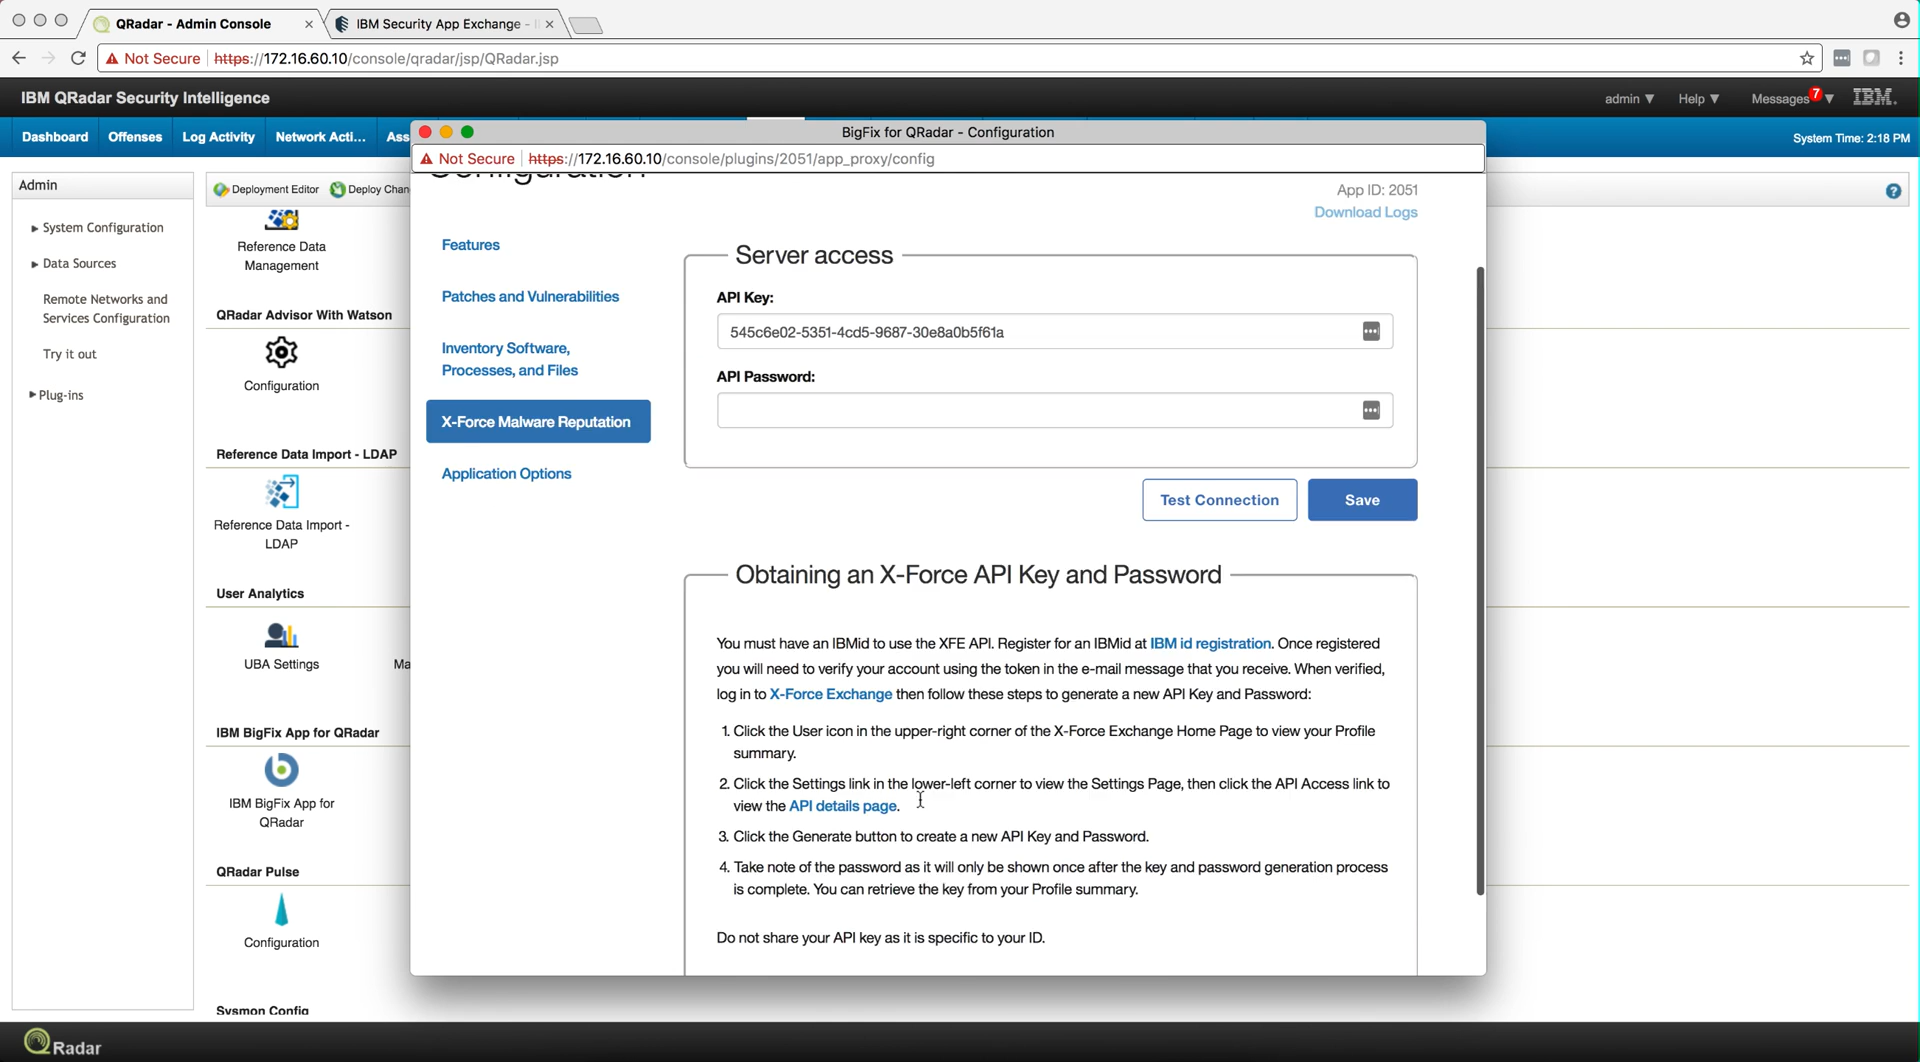 QRadar - Admin Console
IBM Security App Exchange -
Not Secure https://172.16.60.10/console/qradar/jsp/QRadar.jsp
IBM QRadar Security Intelligence
admin ▼ Help ▼ Messages 7 ▼ IBM
Dashboard Offenses Log Activity Network Acti... Ass
System Time: 2:18 PM
BigFix for QRadar - Configuration
Not Secure https://172.16.60.10/console/plugins/2051/app_proxy/config
Admin
System Configuration
Data Sources
Remote Networks and
Services Configuration
Try it out
Plug-ins
Deployment Editor Deploy Chan
Reference Data
Management
QRadar Advisor With Watson
Configuration
Reference Data Import - LDAP
Reference Data Import -
LDAP
User Analytics
UBA Settings Ma
IBM BigFix App for QRadar
IBM BigFix App for
QRadar
QRadar Pulse
Configuration
Sysmon Config
Configuration
App ID: 2051
Download Logs
Features
Patches and Vulnerabilities
Inventory Software,
Processes, and Files
X-Force Malware Reputation
Application Options
Server access
API Key:
545c6e02-5351-4cd5-9687-30e8a0b5f61a
API Password:
Test Connection Save
Obtaining an X-Force API Key and Password
You must have an IBMid to use the XFE API. Register for an IBMid at IBM id registration. Once registered
you will need to verify your account using the token in the e-mail message that you receive. When verified,
log in to X-Force Exchange then follow these steps to generate a new API Key and Password:
1. Click the User icon in the upper-right corner of the X-Force Exchange Home Page to view your Profile
summary.
2. Click the Settings link in the lower-left corner to view the Settings Page, then click the API Access link to
view the API details page.
3. Click the Generate button to create a new API Key and Password.
4. Take note of the password as it will only be shown once after the key and password generation process
is complete. You can retrieve the key from your Profile summary.
Do not share your API key as it is specific to your ID.
QRadar